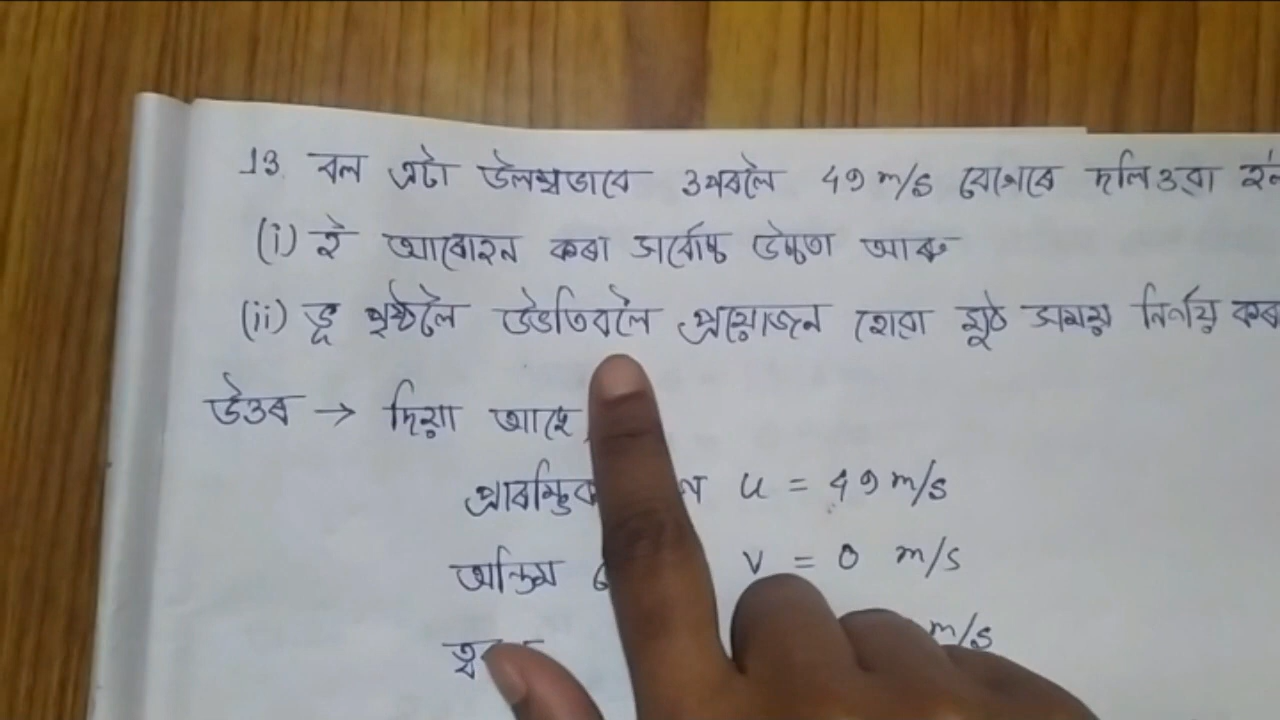 13. বল এটা উলম্বভাবে ওপৰলৈ 49 m/s বেগেৰে দলিওৱা হ'ল
(i) ই আৰোহন কৰা সৰ্বোচ্চ উচ্চতা আৰু
(ii) ভূ পৃষ্ঠলৈ উভতিবলৈ প্ৰয়োজন হোৱা মুঠ সময় নিৰ্ণয় কৰা
উত্তৰ → দিয়া আছে
প্ৰাৰম্ভিক u = 49 m/s
অন্তিম v = 0 m/s
m/s